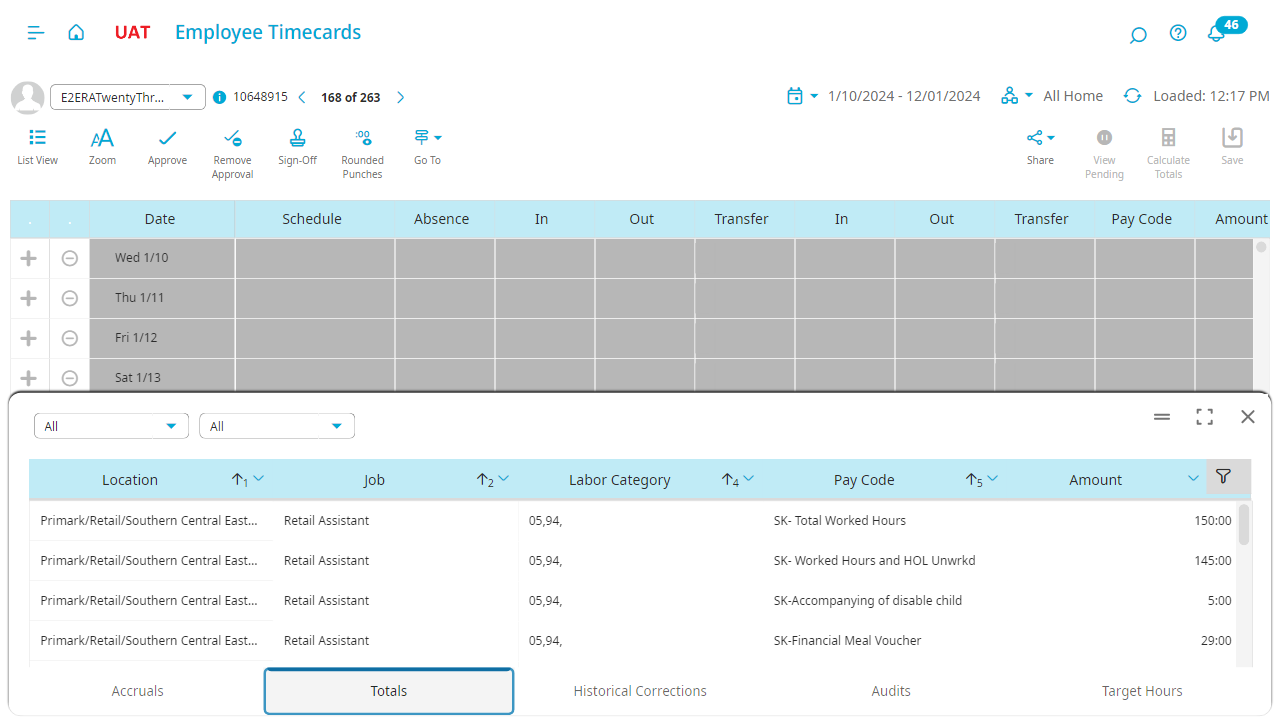 UAT Employee Timecards 46
E2ERATwentyThr... 10648915 168 of 263 1/10/2024 - 12/01/2024 All Home Loaded: 12:17 PM
List View Zoom Approve Remove Approval Sign-Off :00 Rounded Punches Go To Share View Pending Calculate Totals Save
. . Date Schedule Absence In Out Transfer In Out Transfer Pay Code Amount
Wed 1/10
Thu 1/11
Fri 1/12
Sat 1/13
All All
Location 1 Job 2 Labor Category 4 Pay Code 5 Amount
Primark/Retail/Southern Central East... Retail Assistant 05,94, SK- Total Worked Hours 150:00
Primark/Retail/Southern Central East... Retail Assistant 05,94, SK- Worked Hours and HOL Unwrkd 145:00
Primark/Retail/Southern Central East... Retail Assistant 05,94, SK-Accompanying of disable child 5:00
Primark/Retail/Southern Central East... Retail Assistant 05,94, SK-Financial Meal Voucher 29:00
Accruals Totals Historical Corrections Audits Target Hours